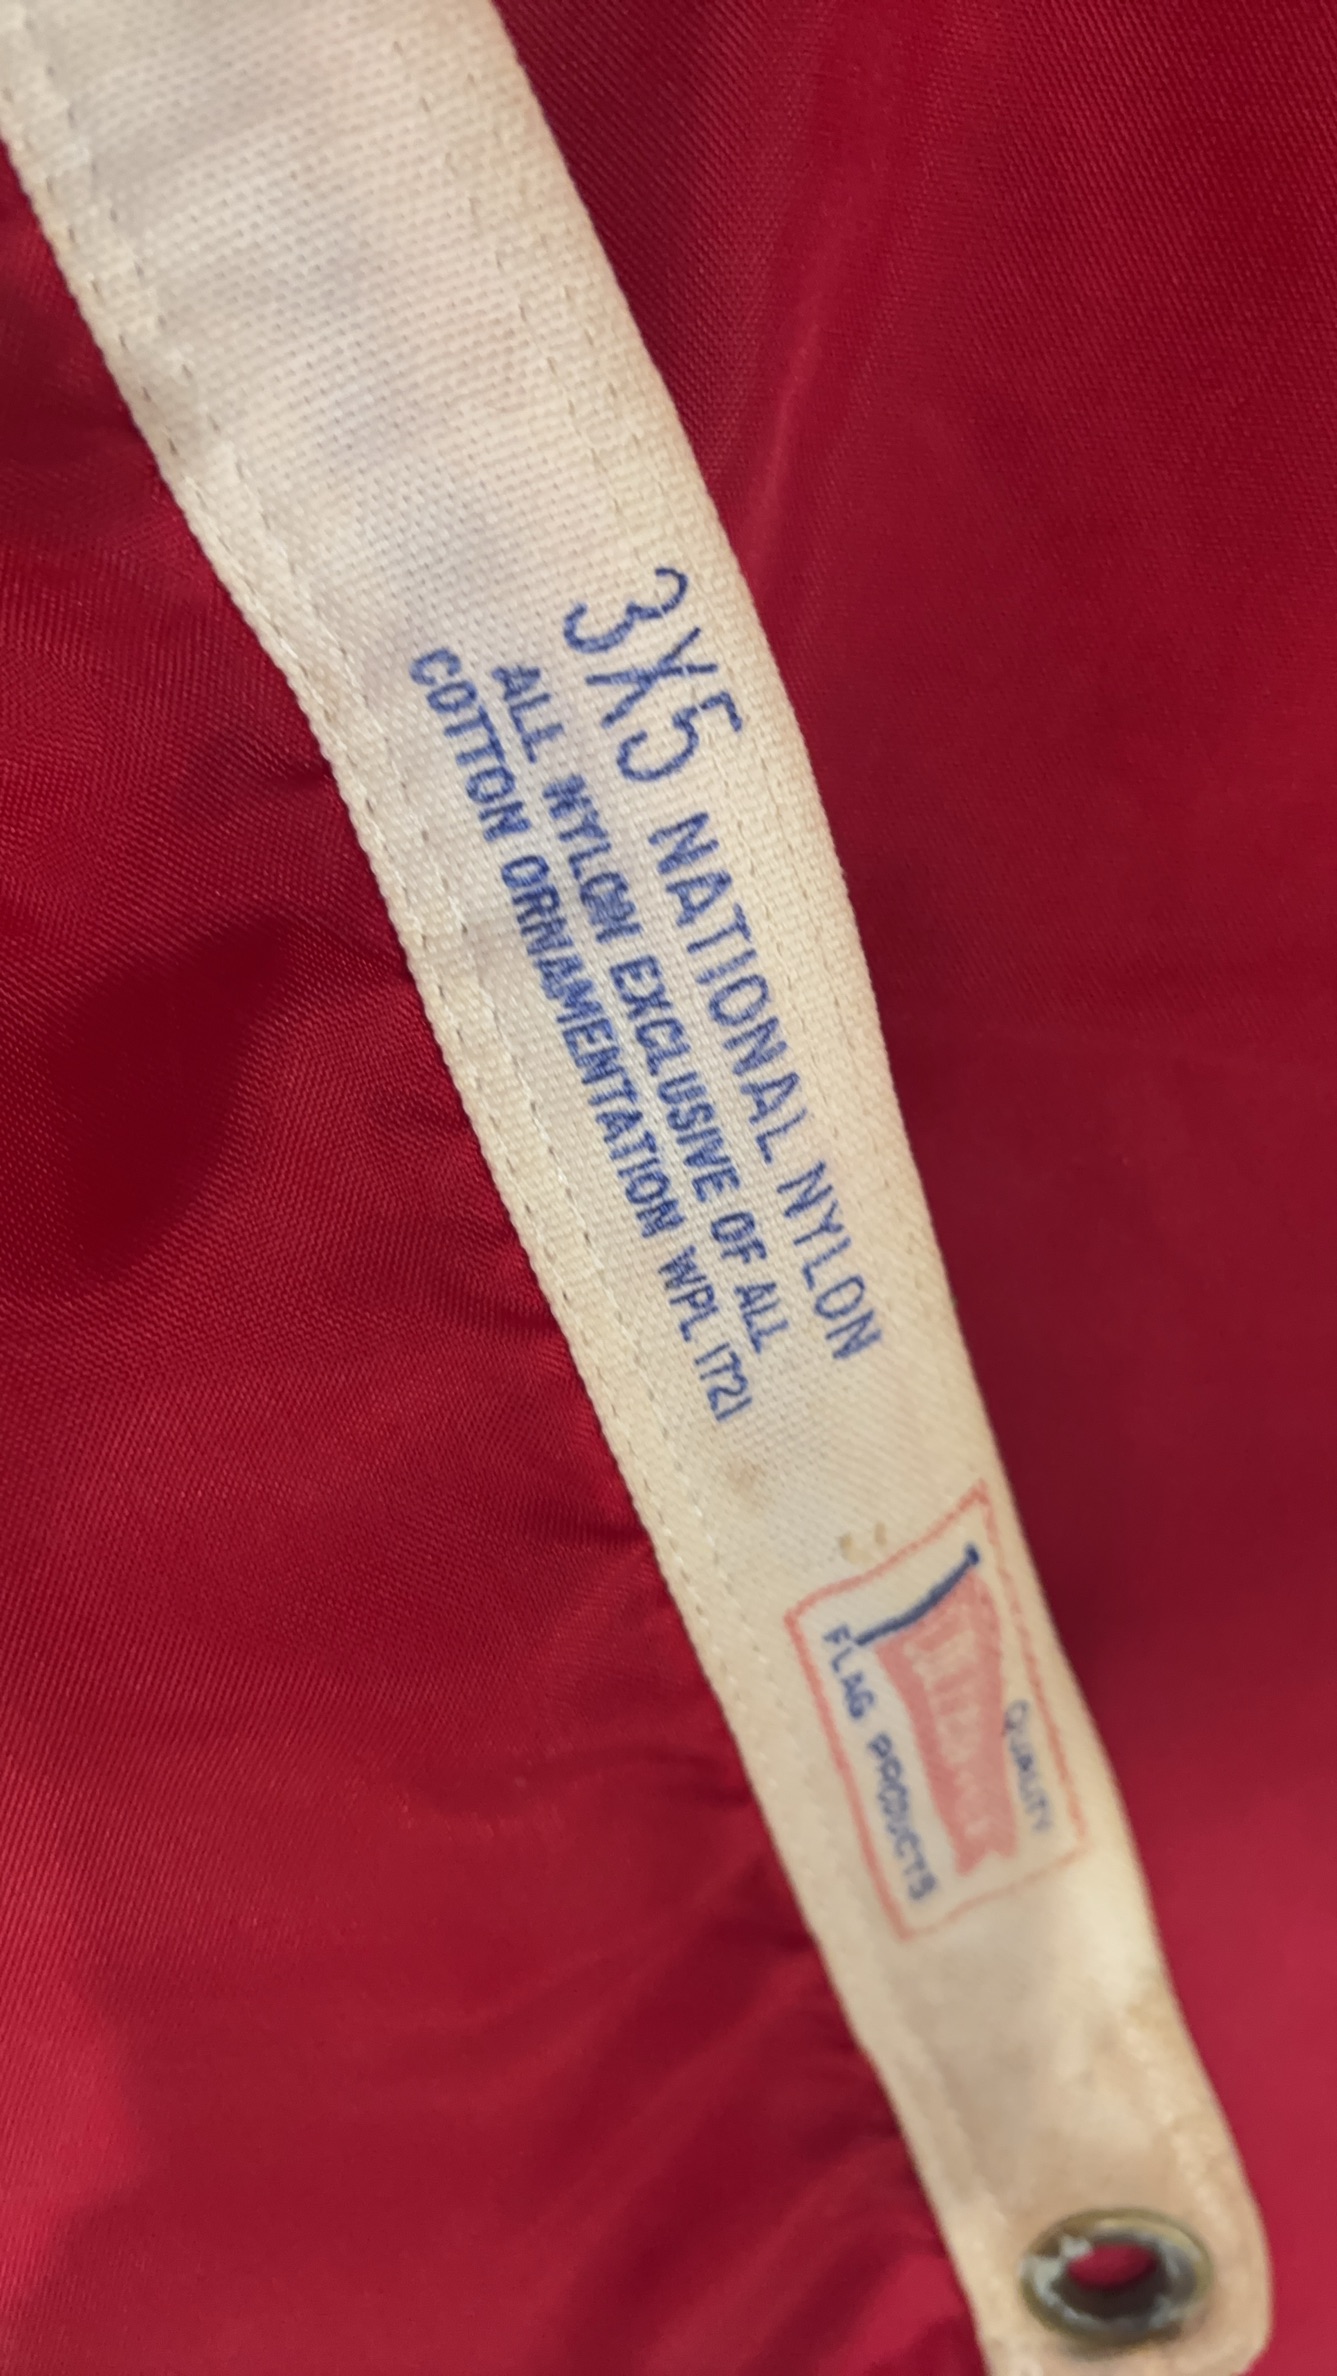 3X5 NATIONAL NYLON
ALL NYLON EXCLUSIVE OF ALL
COTTON ORNAMENTATION WPL 1721
QUALITY
FLAG PRODUCTS